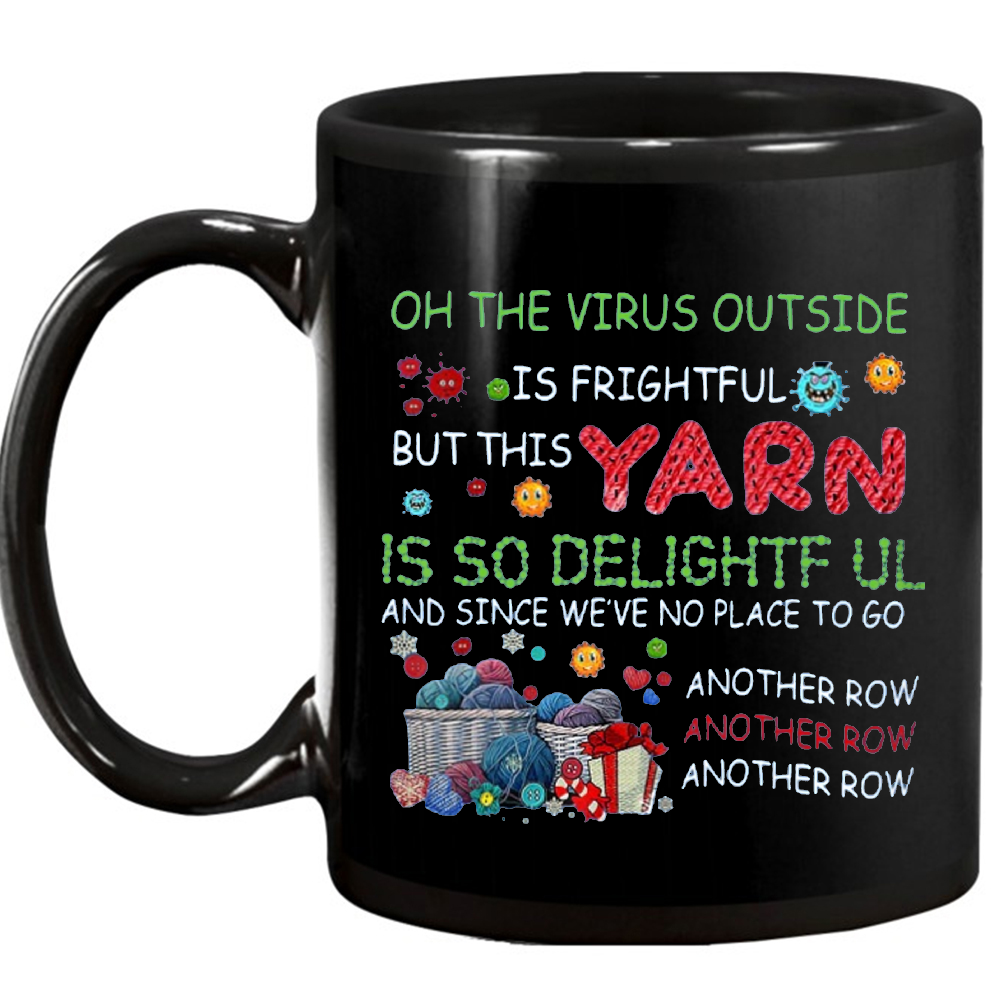 OH THE VIRUS OUTSIDE
IS FRIGHTFUL
BUT THIS YARN
IS SO DELIGHTF UL
AND SINCE WE'VE NO PLACE TO GO
ANOTHER ROW
ANOTHER ROW
ANOTHER ROW